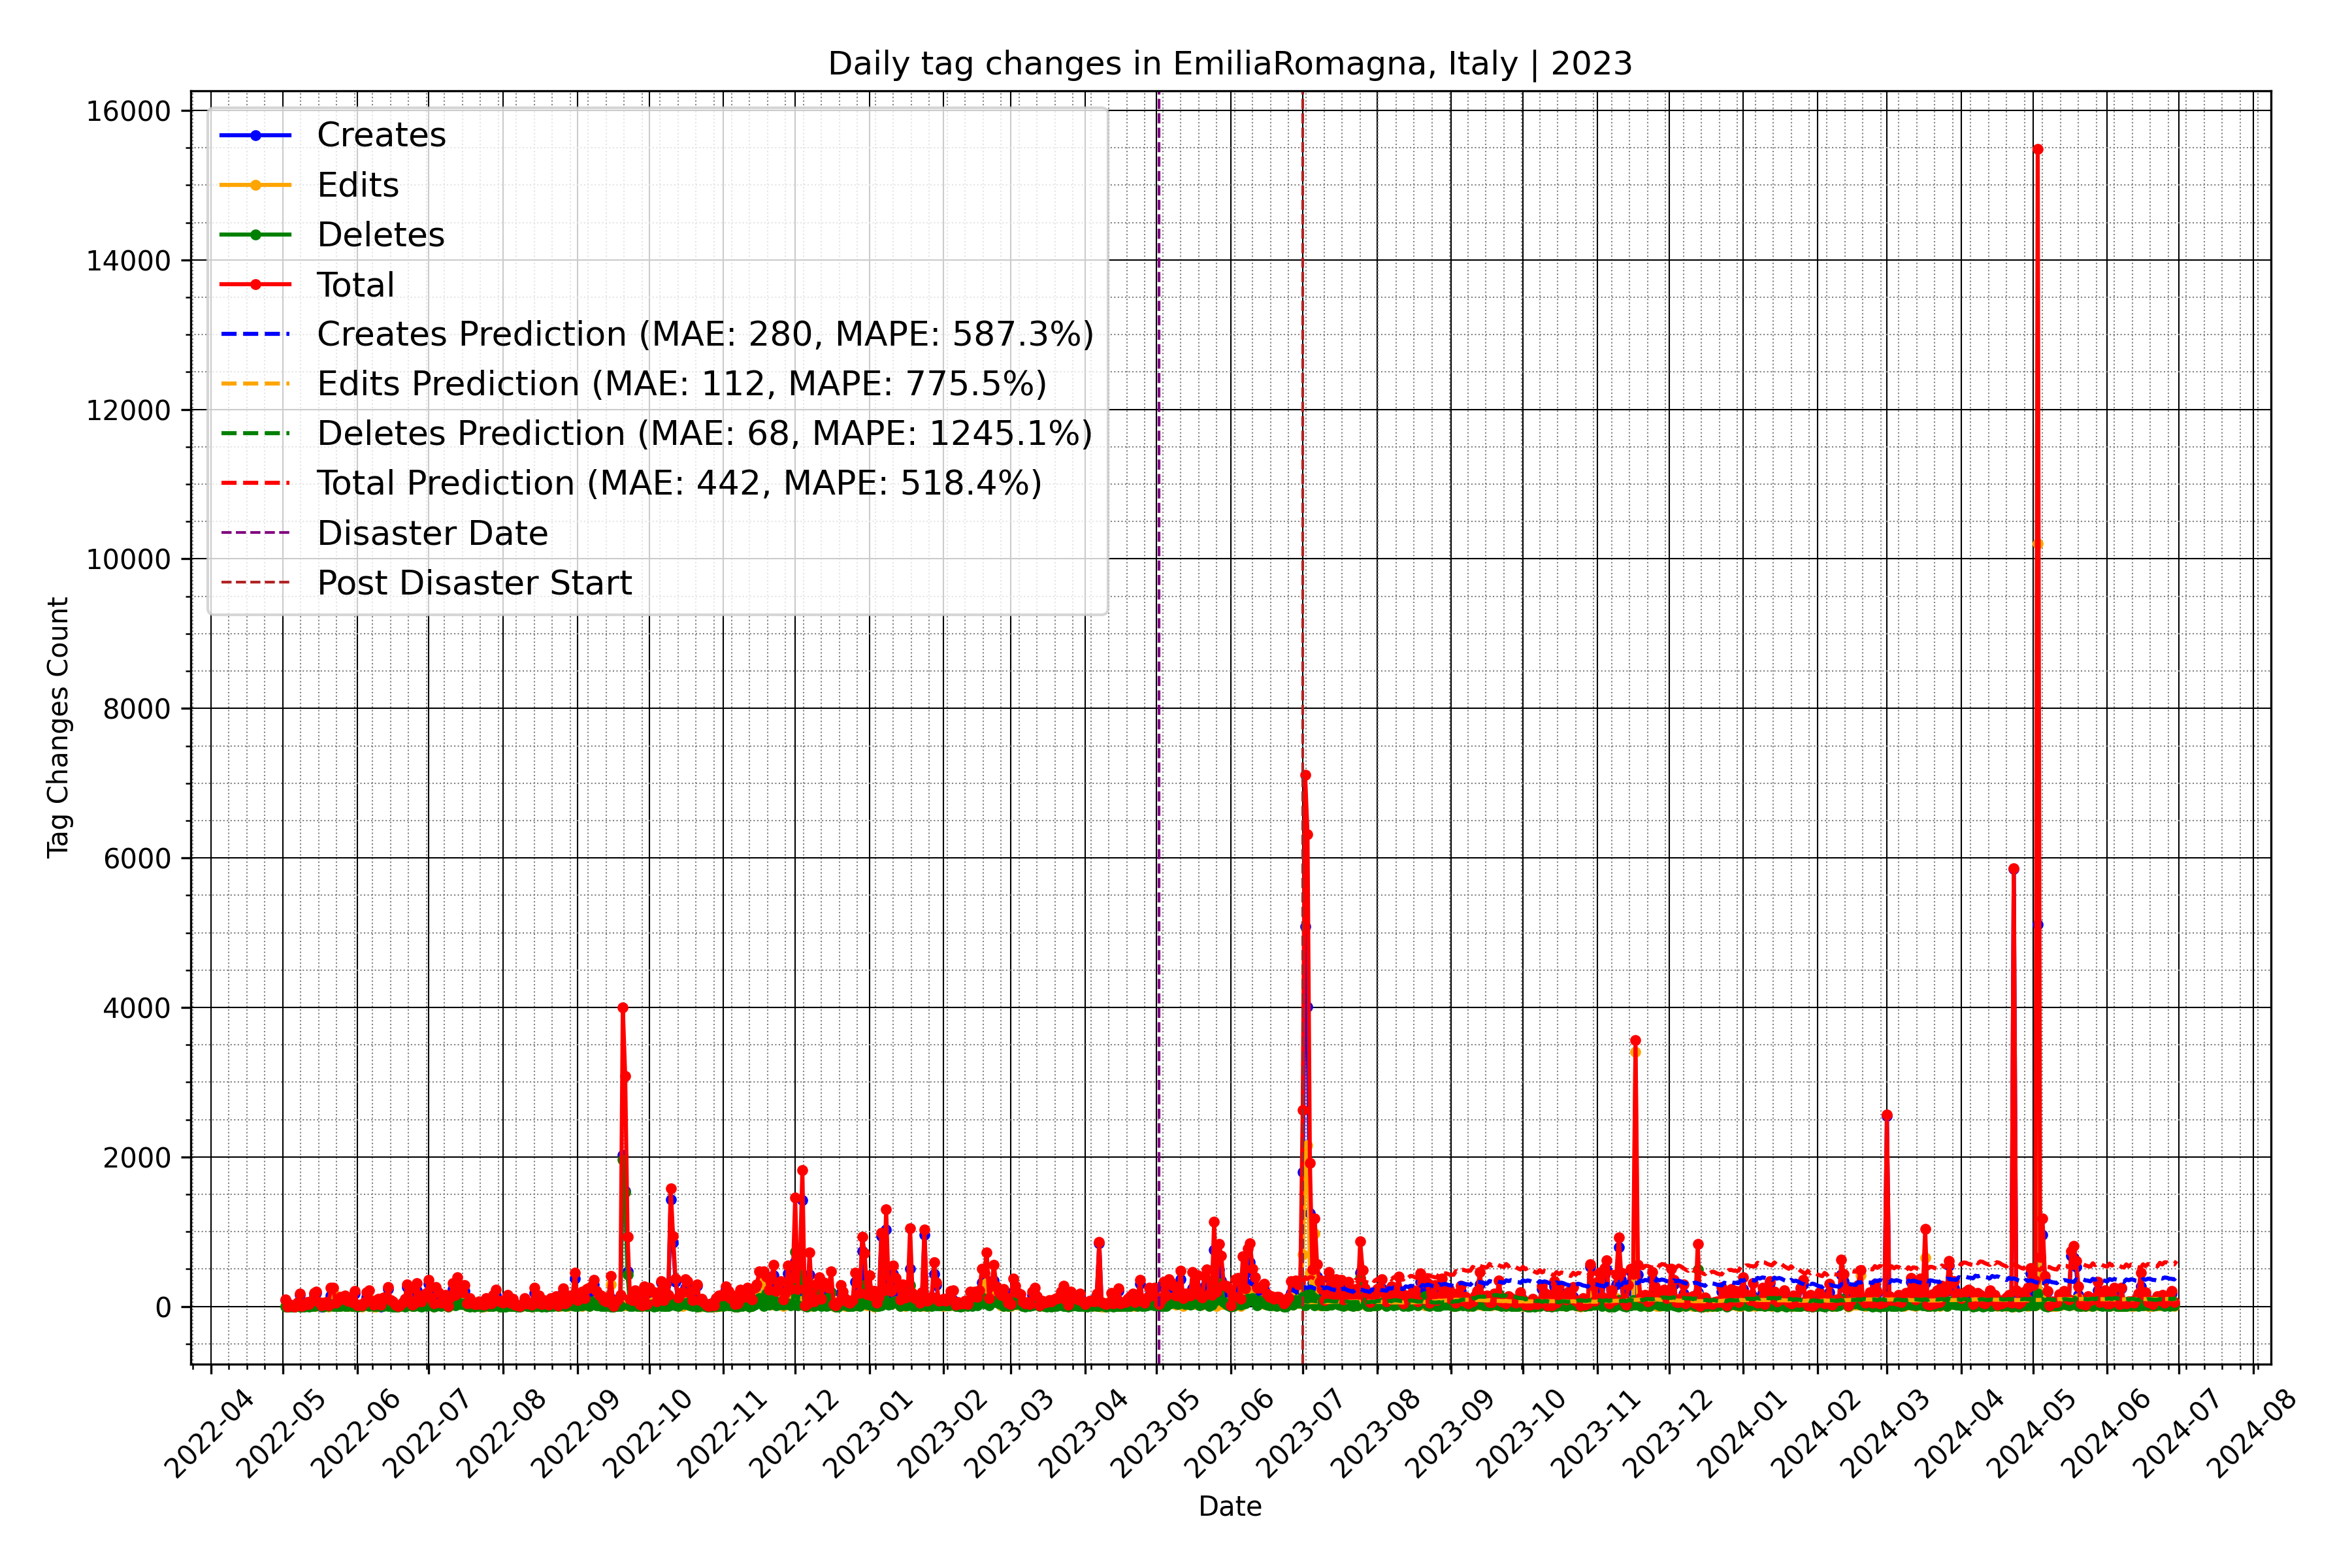 Daily tag changes in EmiliaRomagna, Italy | 2023
Tag Changes Count
16000
14000
12000
10000
8000
6000
4000
2000
0
Creates
Edits
Deletes
Total
Creates Prediction (MAE: 280, MAPE: 587.3%)
Edits Prediction (MAE: 112, MAPE: 775.5%)
Deletes Prediction (MAE: 68, MAPE: 1245.1%)
Total Prediction (MAE: 442, MAPE: 518.4%)
Disaster Date
Post Disaster Start
2022-04
2022-05
2022-06
2022-07
2022-08
2022-09
2022-10
2022-11
2022-12
2023-01
2023-02
2023-03
2023-04
2023-05
2023-06
2023-07
2023-08
2023-09
2023-10
2023-11
2023-12
2024-01
2024-02
2024-03
2024-04
2024-05
2024-06
2024-07
2024-08
Date